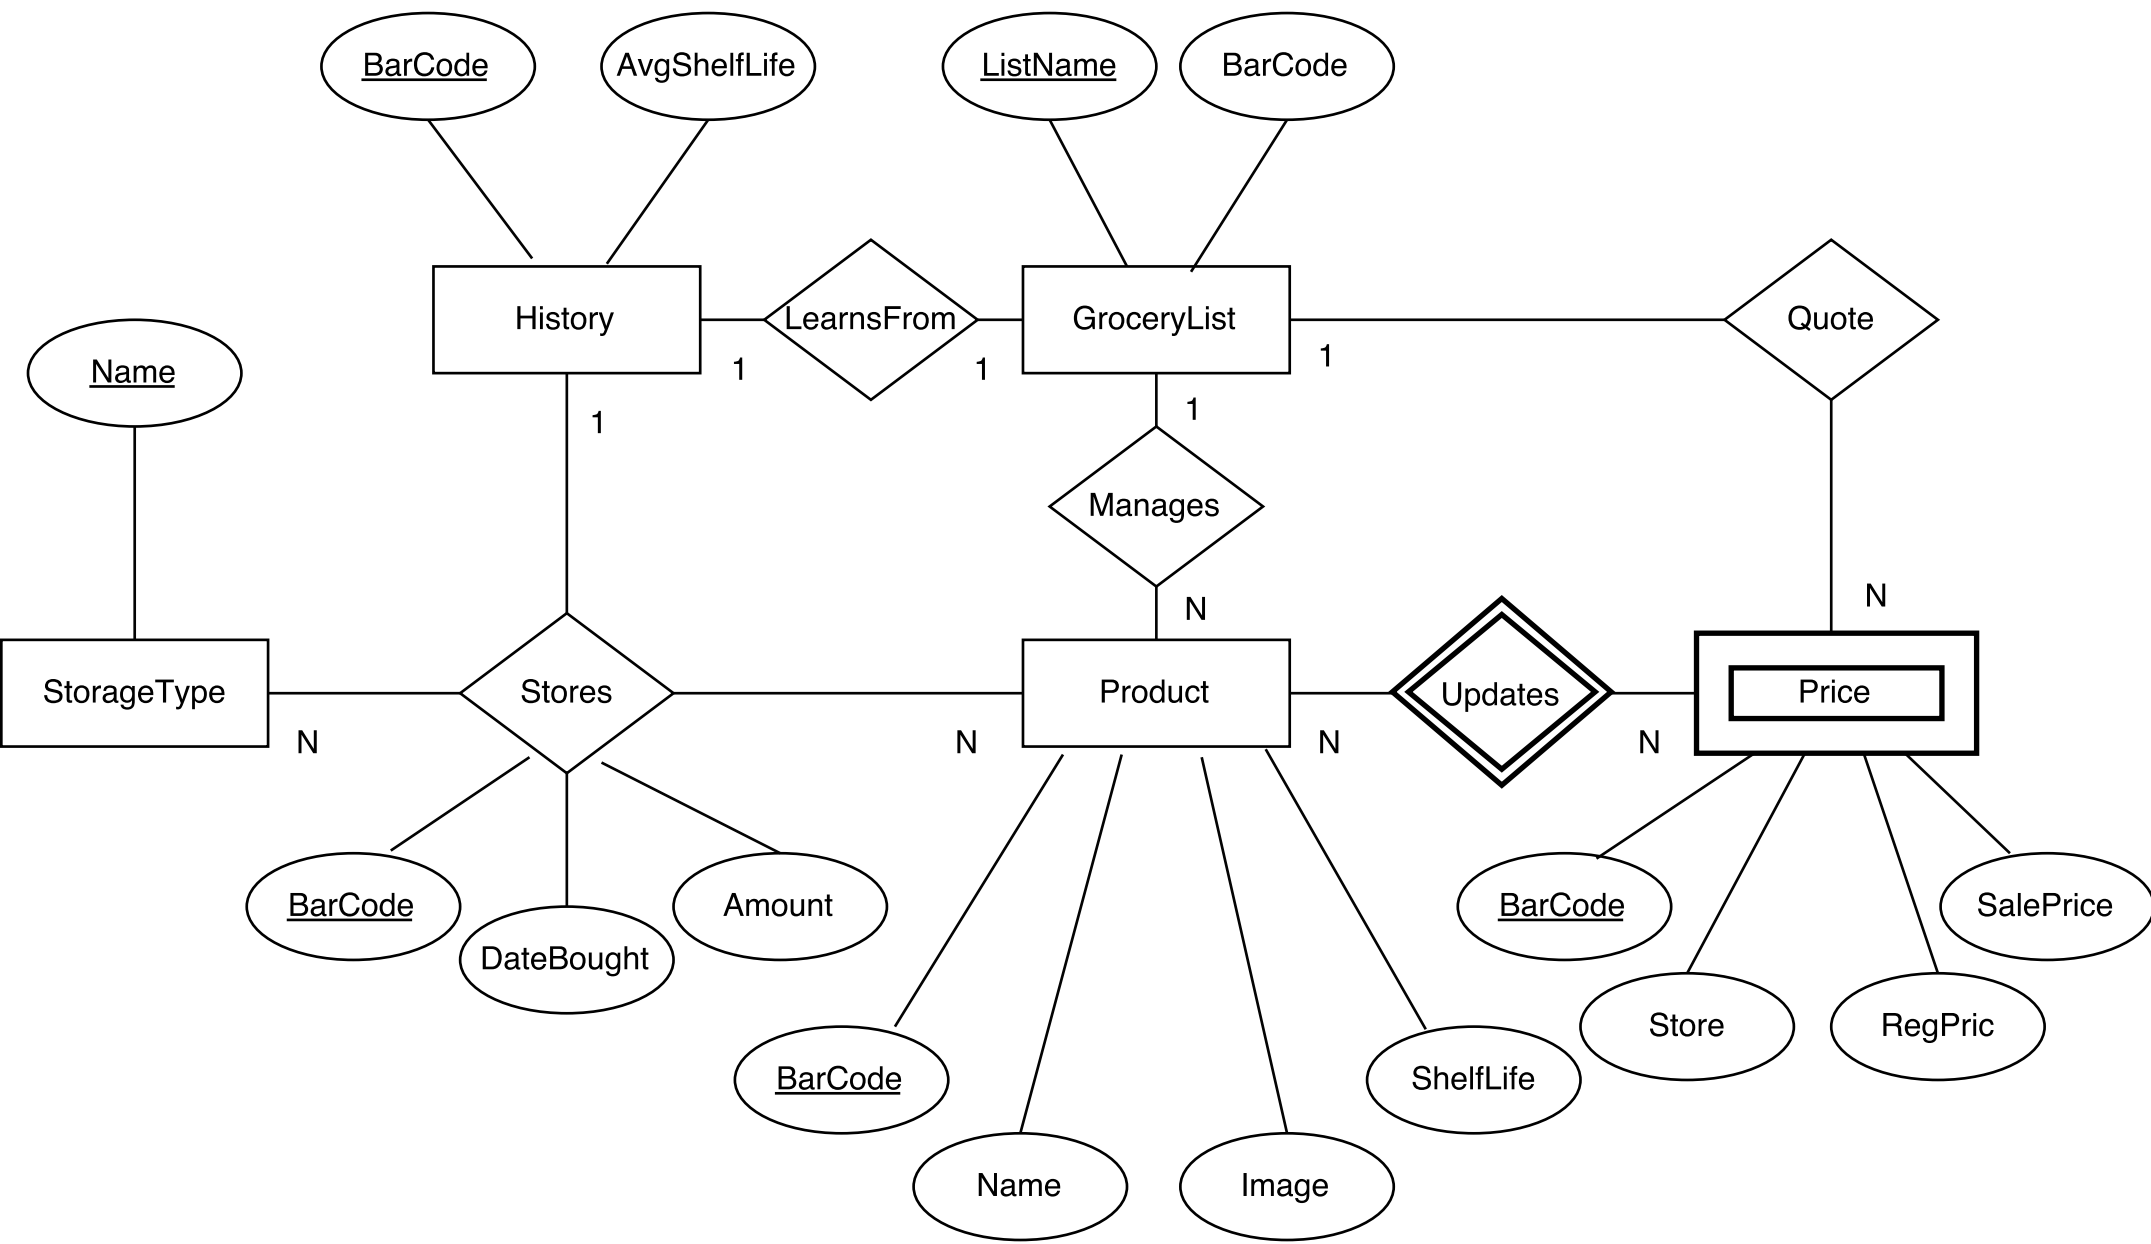 BarCode
AvgShelfLife
ListName
BarCode
History
LearnsFrom
GroceryList
Quote
1
1
1
Name
1
1
Manages
N
N
StorageType
Stores
Product
Updates
Price
N
N
N
N
BarCode
DateBought
Amount
BarCode
SalePrice
Store
RegPric
BarCode
ShelfLife
Name
Image